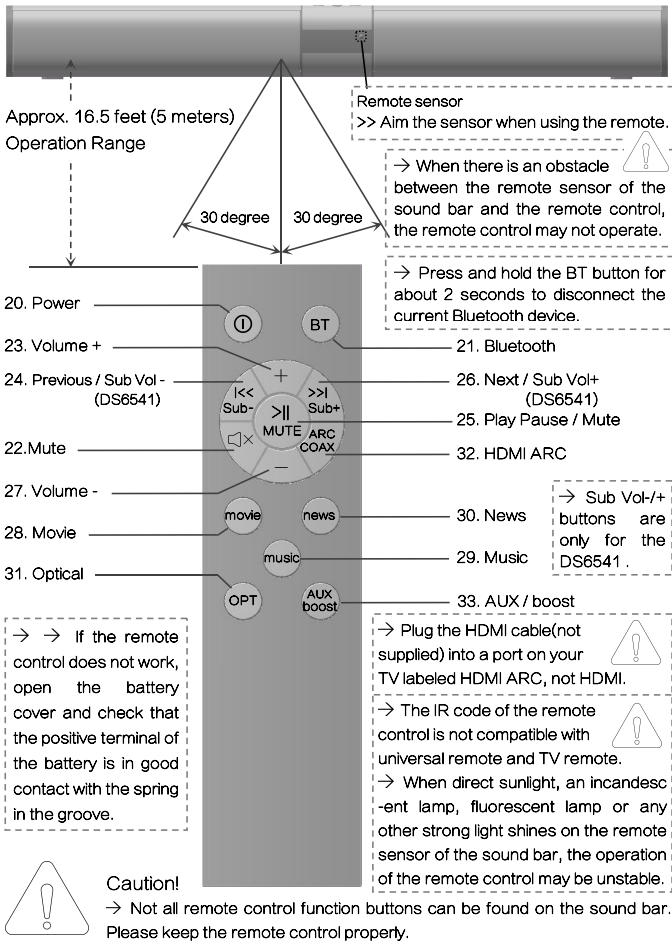 Approx. 16.5 feet (5 meters)
Operation Range
Remote sensor
>> Aim the sensor when using the remote.
→ When there is an obstacle
between the remote sensor of the
sound bar and the remote control,
the remote control may not operate.
30 degree
30 degree
→ Press and hold the BT button for
about 2 seconds to disconnect the
current Bluetooth device.
20. Power
23. Volume +
24. Previous / Sub Vol -
(DS6541)
22.Mute
27. Volume -
28. Movie
31. Optical
BT
+
|<<
Sub-
>>|
Sub+
>||
MUTE
ARC
COAX
−
movie
news
music
OPT
AUX
boost
21. Bluetooth
26. Next / Sub Vol+
(DS6541)
25. Play Pause / Mute
32. HDMI ARC
30. News
29. Music
33. AUX / boost
→ Sub Vol-/+
buttons are
only for the
DS6541 .
→ → If the remote
control does not work,
open the battery
cover and check that
the positive terminal of
the battery is in good
contact with the spring
in the groove.
→ Plug the HDMI cable(not
supplied) into a port on your
TV labeled HDMI ARC, not HDMI.
→ The IR code of the remote
control is not compatible with
universal remote and TV remote.
→ When direct sunlight, an incandesc
-ent lamp, fluorescent lamp or any
other strong light shines on the remote
sensor of the sound bar, the operation
of the remote control may be unstable.
Caution!
→ Not all remote control function buttons can be found on the sound bar.
Please keep the remote control properly.